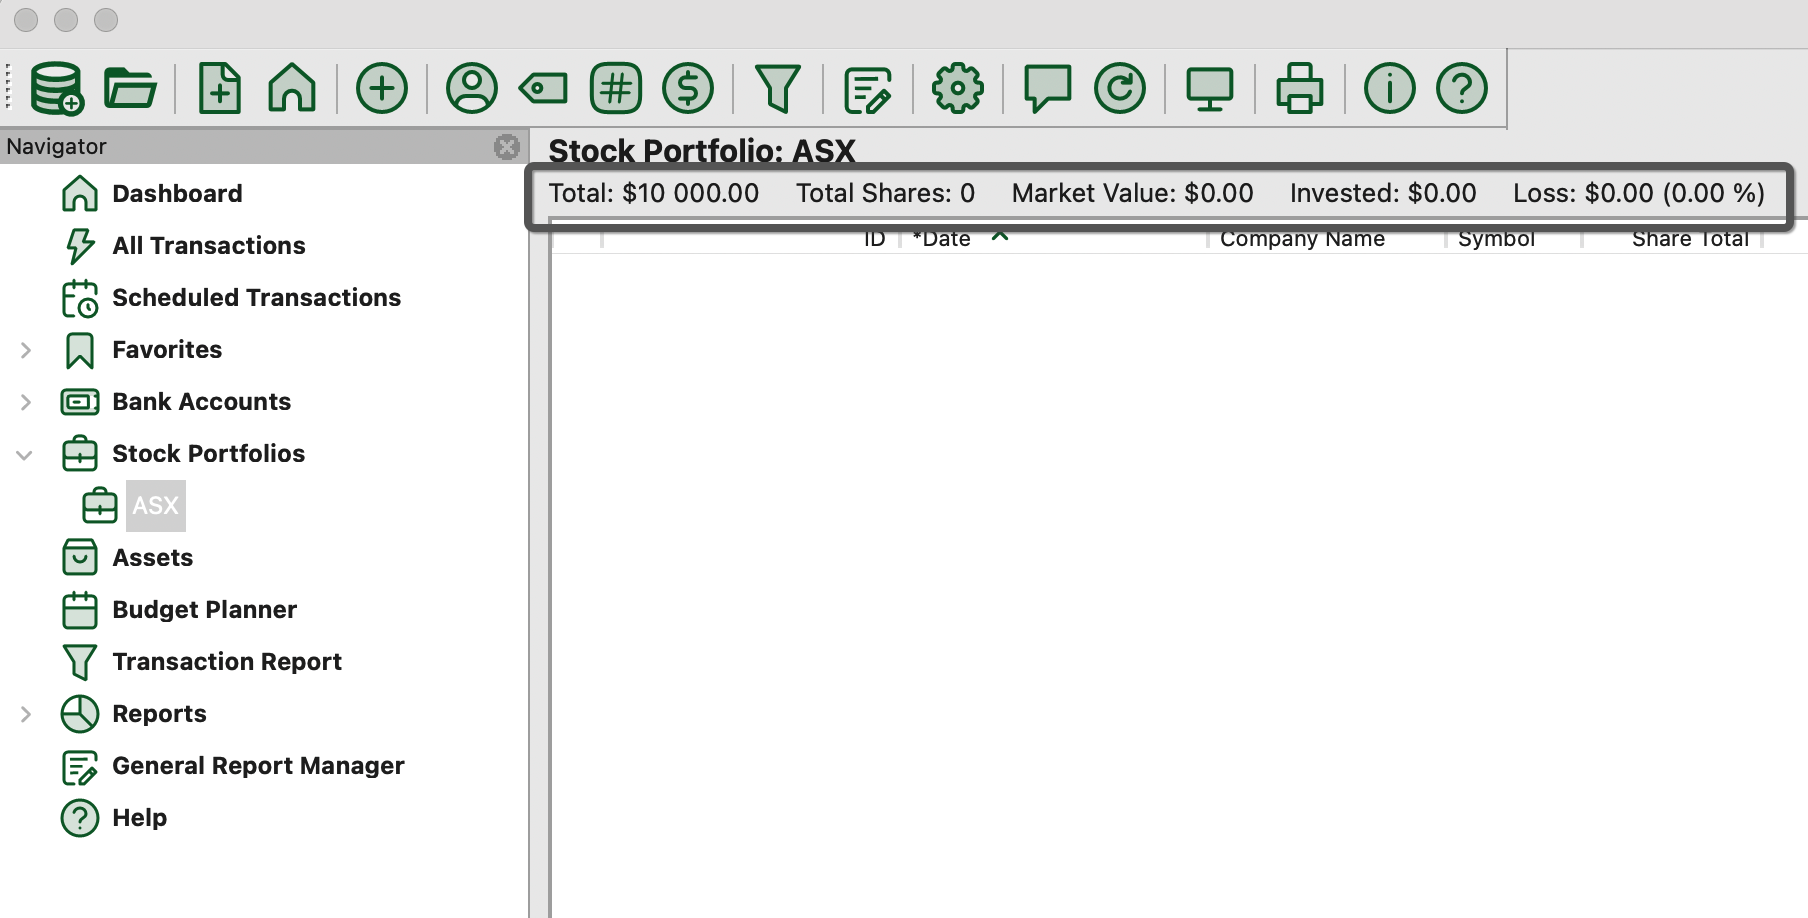 Navigator
Dashboard
All Transactions
Scheduled Transactions
Favorites
Bank Accounts
Stock Portfolios
ASX
Assets
Budget Planner
Transaction Report
Reports
General Report Manager
Help
Stock Portfolio: ASX
Total: $10 000.00 Total Shares: 0 Market Value: $0.00 Invested: $0.00 Loss: $0.00 (0.00 %)
ID *Date Company Name Symbol Share Total